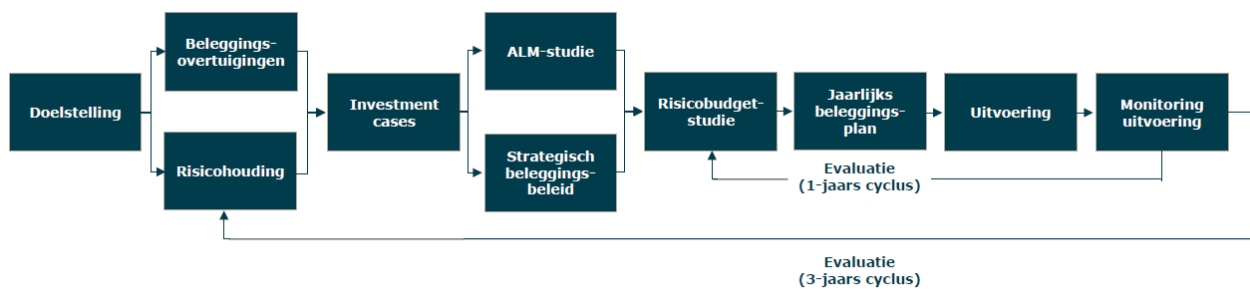 Doelstelling
Beleggings-
overtuigingen
Risicohouding
Investment
cases
ALM-studie
Strategisch
beleggings-
beleid
Risicobudget-
studie
Jaarlijks
beleggings-
plan
Uitvoering
Monitoring
uitvoering
Evaluatie
(1-jaars cyclus)
Evaluatie
(3-jaars cyclus)